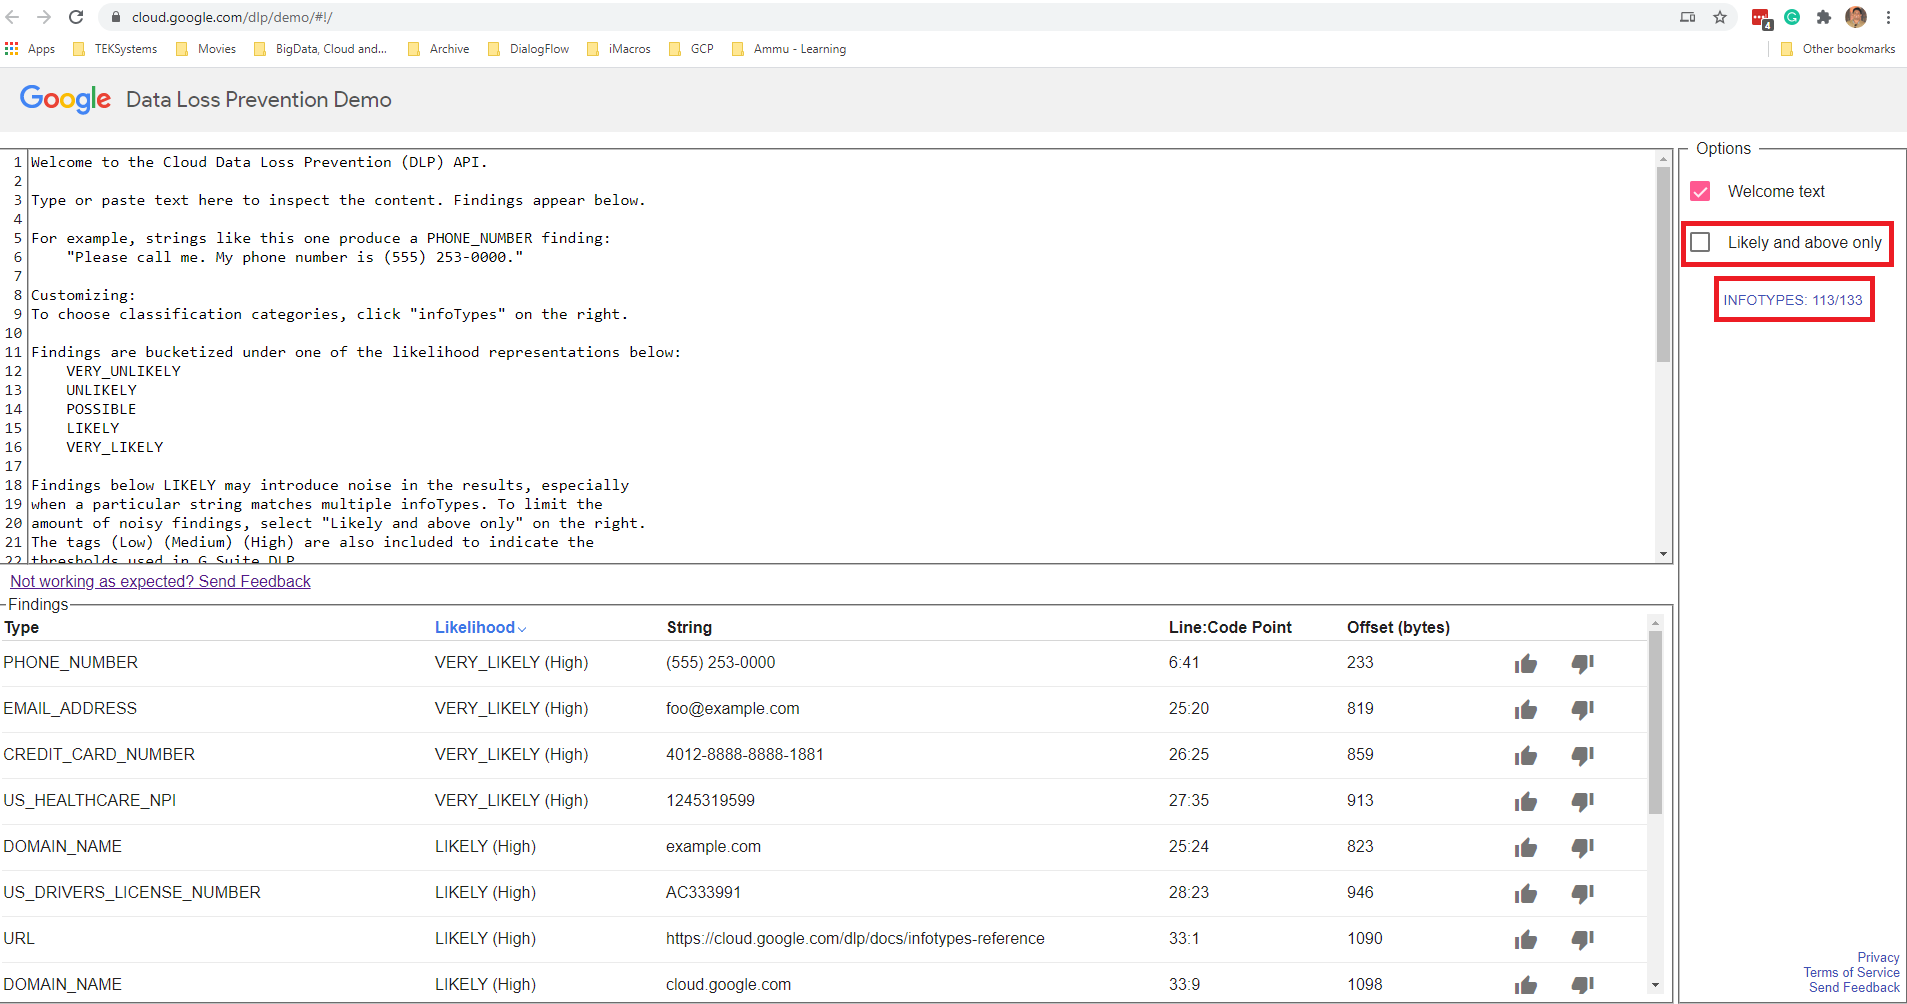 cloud.google.com/dlp/demo/#!/
4
Apps TEKSystems Movies BigData, Cloud and... Archive DialogFlow iMacros GCP Ammu - Learning Other bookmarks
Google Data Loss Prevention Demo
1 Welcome to the Cloud Data Loss Prevention (DLP) API.
2
3 Type or paste text here to inspect the content. Findings appear below.
4
5 For example, strings like this one produce a PHONE_NUMBER finding:
6 "Please call me. My phone number is (555) 253-0000."
7
8 Customizing:
9 To choose classification categories, click "infoTypes" on the right.
10
11 Findings are bucketized under one of the likelihood representations below:
12 VERY_UNLIKELY
13 UNLIKELY
14 POSSIBLE
15 LIKELY
16 VERY_LIKELY
17
18 Findings below LIKELY may introduce noise in the results, especially
19 when a particular string matches multiple infoTypes. To limit the
20 amount of noisy findings, select "Likely and above only" on the right.
21 The tags (Low) (Medium) (High) are also included to indicate the
22 thresholds used in G Suite DLP
Options
Welcome text
Likely and above only
INFOTYPES: 113/133
Not working as expected? Send Feedback
Findings
Type Likelihood String Line:Code Point Offset (bytes)
PHONE_NUMBER VERY_LIKELY (High) (555) 253-0000 6:41 233
EMAIL_ADDRESS VERY_LIKELY (High) foo@example.com 25:20 819
CREDIT_CARD_NUMBER VERY_LIKELY (High) 4012-8888-8888-1881 26:25 859
US_HEALTHCARE_NPI VERY_LIKELY (High) 1245319599 27:35 913
DOMAIN_NAME LIKELY (High) example.com 25:24 823
US_DRIVERS_LICENSE_NUMBER LIKELY (High) AC333991 28:23 946
URL LIKELY (High) https://cloud.google.com/dlp/docs/infotypes-reference 33:1 1090
DOMAIN_NAME LIKELY (High) cloud.google.com 33:9 1098
Privacy
Terms of Service
Send Feedback